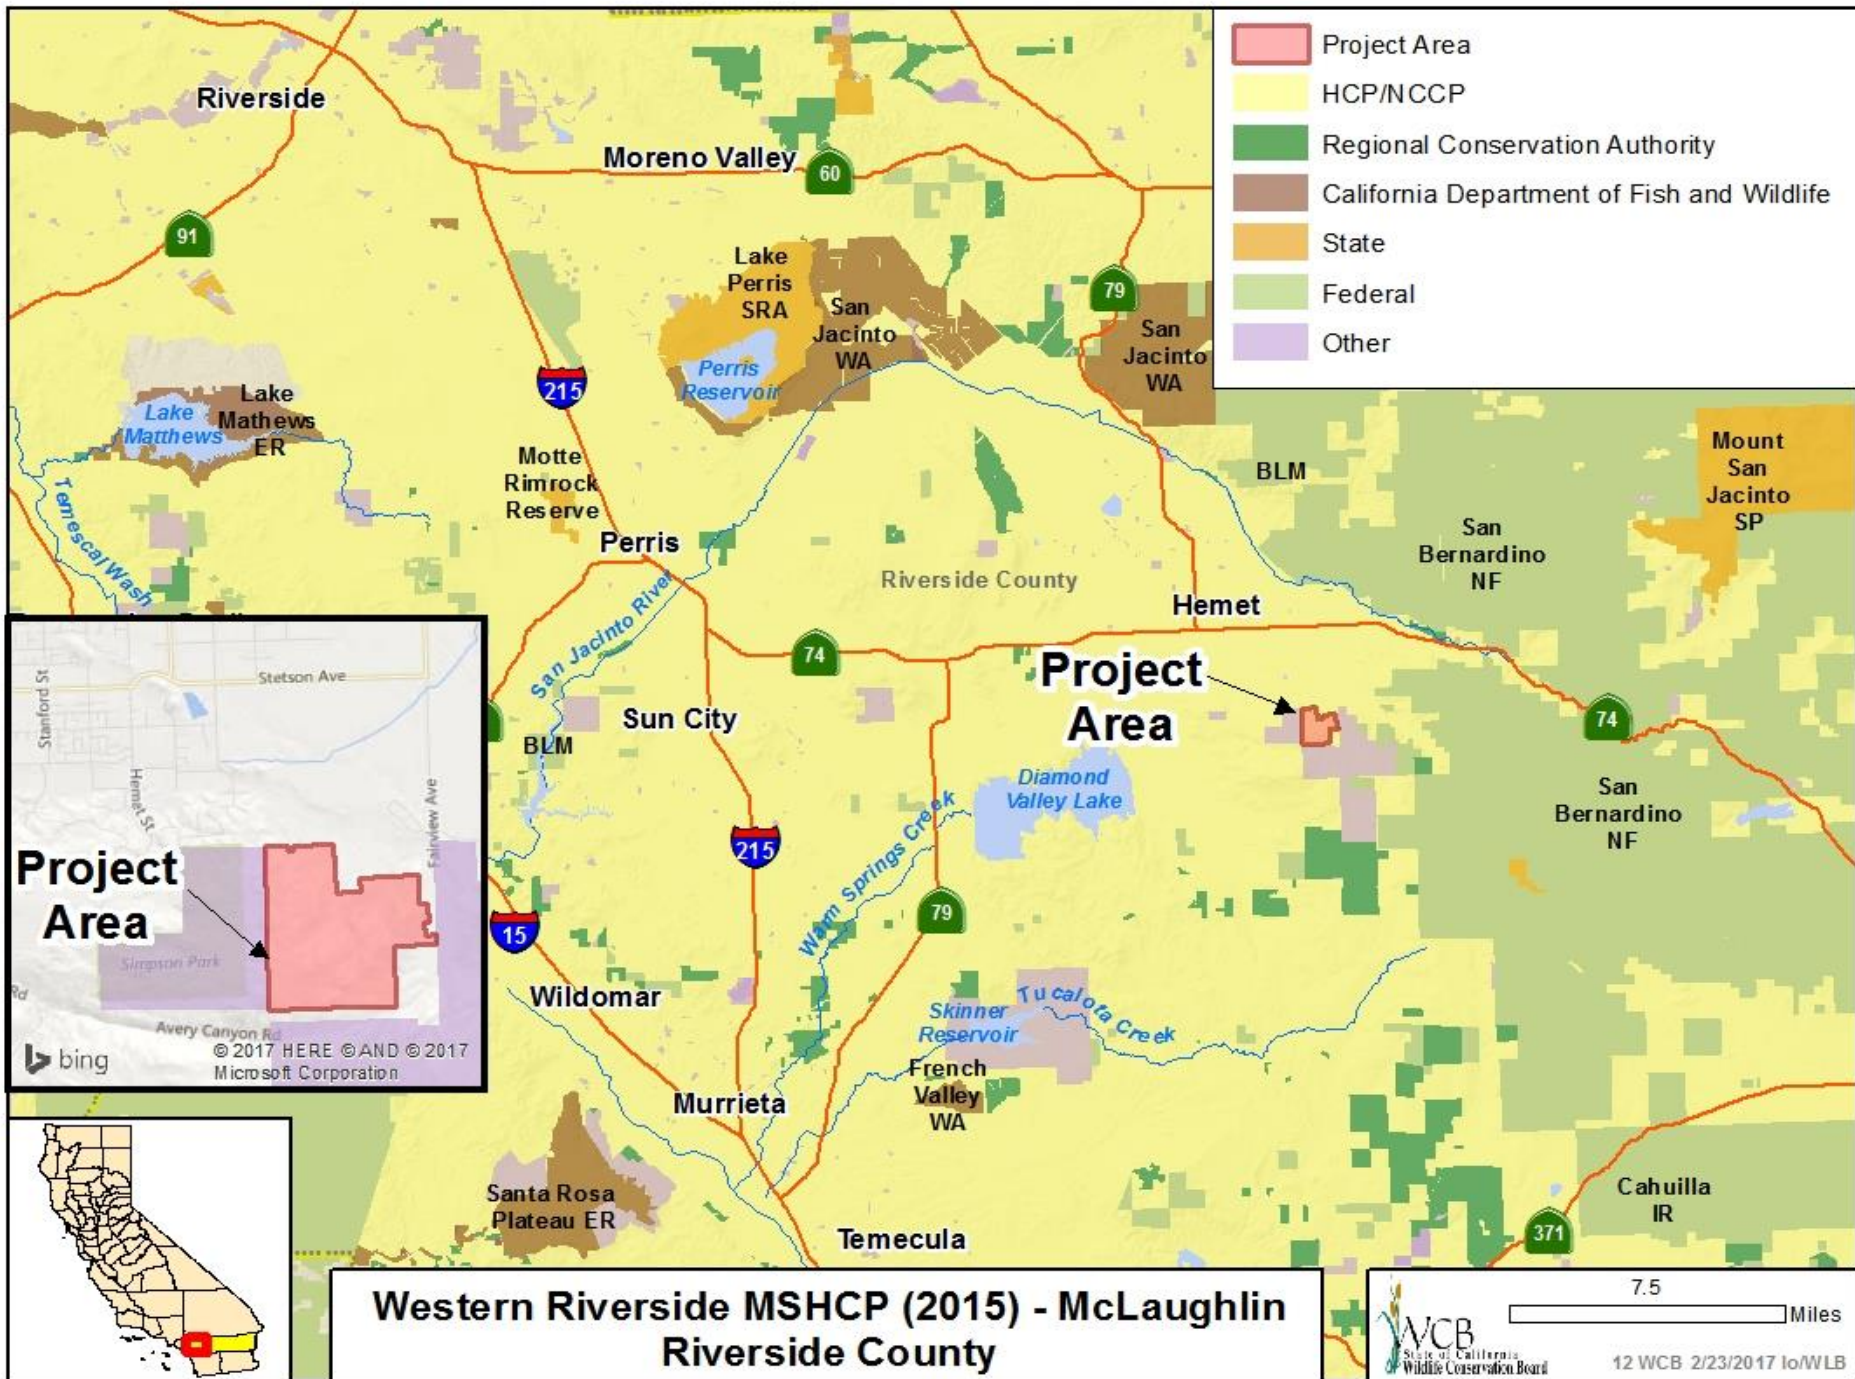 Project Area
HCP/NCCP
Regional Conservation Authority
California Department of Fish and Wildlife
State
Federal
Other
Riverside
Moreno Valley
60
91
Lake
Perris
SRA
San
Jacinto
WA
79
San
Jacinto
WA
Perris
Reservoir
215
Lake
Mathews
ER
Lake
Matthews
Temescal Wash
Motte
Rimrock
Reserve
Perris
BLM
Mount
San
Jacinto
SP
San
Bernardino
NF
Riverside County
Hemet
San Jacinto River
74
Project
Area
74
Sun City
BLM
Diamond
Valley Lake
San
Bernardino
NF
215
Warm Springs Creek
79
15
Wildomar
Skinner
Reservoir
Tucalota Creek
French
Valley
WA
Murrieta
Santa Rosa
Plateau ER
Temecula
Cahuilla
IR
371
Stetson Ave
Stanford St
Hemet St
Fairview Ave
Project
Area
Simpson Park
Rd
Avery Canyon Rd
bing
© 2017 HERE © AND © 2017
Microsoft Corporation
Western Riverside MSHCP (2015) - McLaughlin
Riverside County
7.5
Miles
WCB
State of California
Wildlife Conservation Board
12 WCB 2/23/2017 lo/WLB